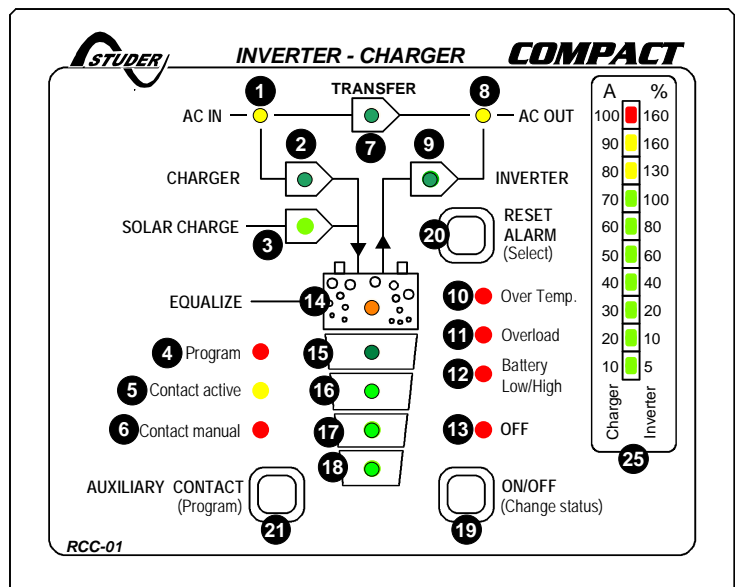 STUDER INVERTER - CHARGER COMPACT
1 TRANSFER 8 A %
AC IN AC OUT 100 160
7
2 9 90 160
CHARGER INVERTER 80 130
70 100
SOLAR CHARGE
3
20 RESET
ALARM
(Select)
60 80
50 60
EQUALIZE 14
10 Over Temp.
40 40
30 20
11 Overload
20 10
4 Program 15
12 Battery
Low/High
10 5
5 Contact active 16
6 Contact manual 17
13 OFF
Charger Inverter
25
18
AUXILIARY CONTACT
(Program)
21
ON/OFF
(Change status)
19
RCC-01